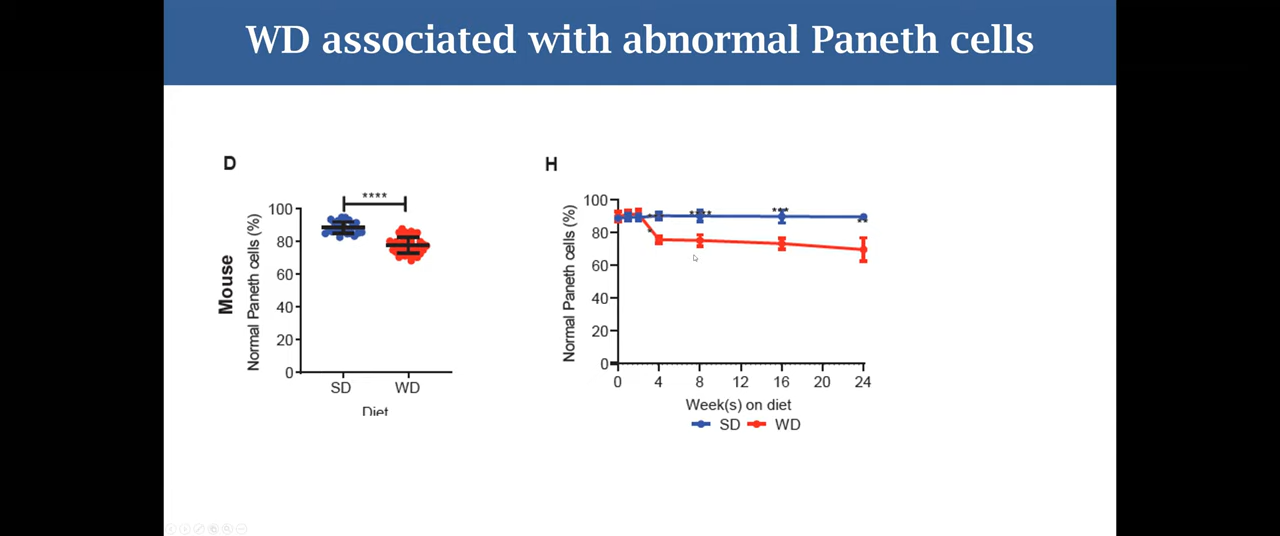 WD associated with abnormal Paneth cells
D
****
100
80
60
40
20
0
Mouse
Normal Paneth cells (%)
SD
WD
Diet
H
100
80
60
40
20
0
Normal Paneth cells (%)
****
***
**
0
4
8
12
16
20
24
Week(s) on diet
SD
WD